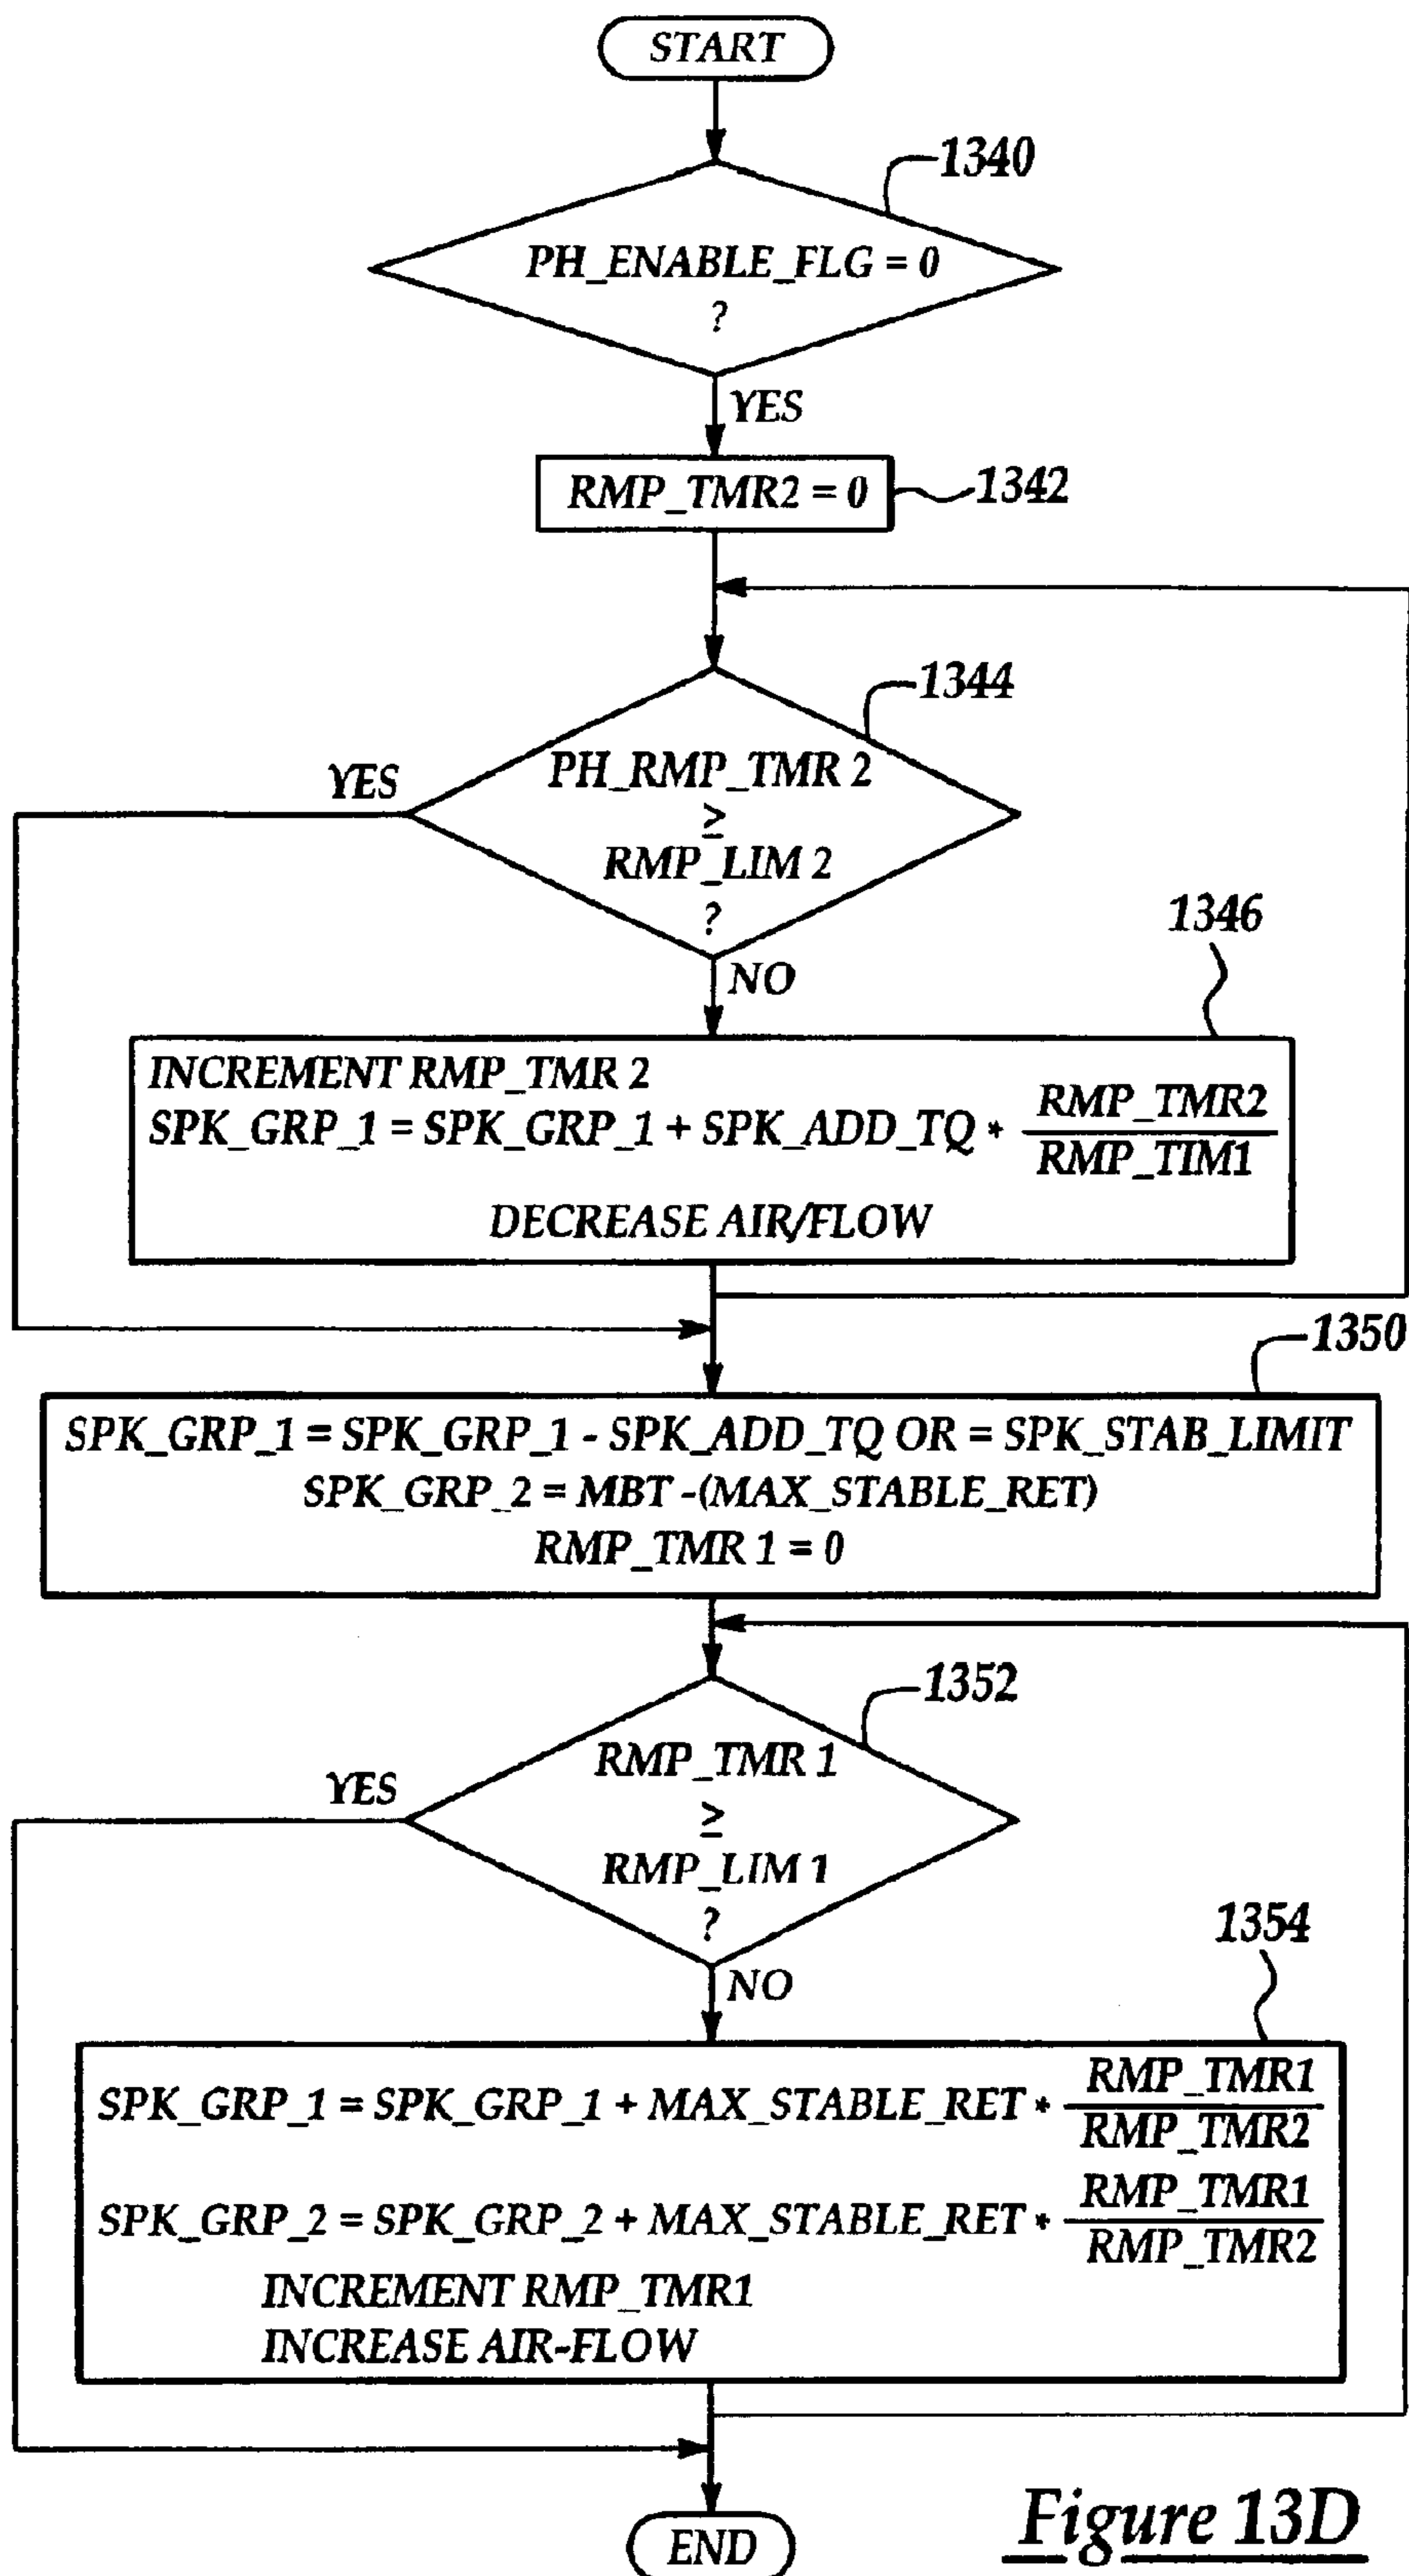 START
1340
PH_ENABLE_FLG = 0
?
YES
RMP_TMR2 = 0
1342
1344
PH_RMP_TMR 2
≥
RMP_LIM 2
?
YES
NO
1346
INCREMENT RMP_TMR 2
SPK_GRP_1 = SPK_GRP_1 + SPK_ADD_TQ * RMP_TMR2
RMP_TIM1
DECREASE AIR/FLOW
1350
SPK_GRP_1 = SPK_GRP_1 - SPK_ADD_TQ OR = SPK_STAB_LIMIT
SPK_GRP_2 = MBT -(MAX_STABLE_RET)
RMP_TMR 1 = 0
1352
RMP_TMR 1
≥
RMP_LIM 1
?
YES
NO
1354
SPK_GRP_1 = SPK_GRP_1 + MAX_STABLE_RET * RMP_TMR1
RMP_TMR2
SPK_GRP_2 = SPK_GRP_2 + MAX_STABLE_RET * RMP_TMR1
RMP_TMR2
INCREMENT RMP_TMR1
INCREASE AIR-FLOW
END
Figure 13D